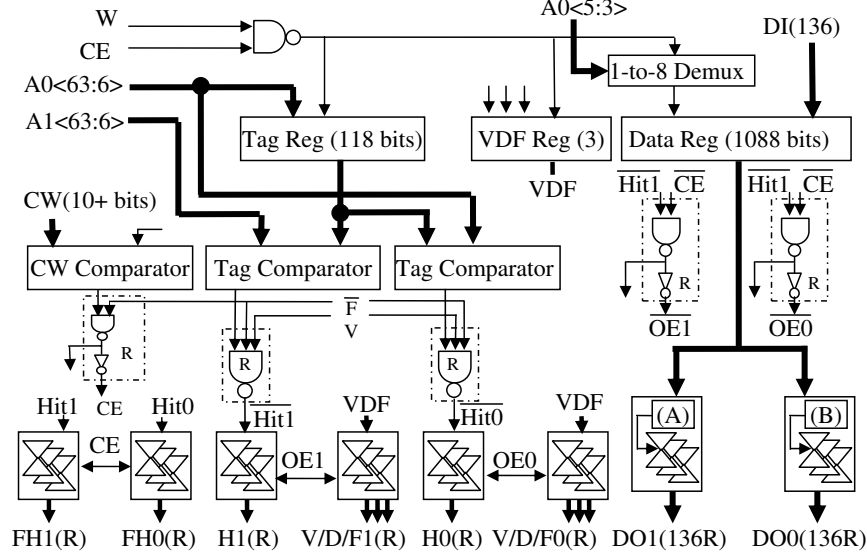 W
A0<5:3>
DI(136)
CE
1-to-8 Demux
A0<63:6>
A1<63:6>
Tag Reg (118 bits)
VDF Reg (3)
Data Reg (1088 bits)
VDF
Hit1 CE
Hit1 CE
CW(10+ bits)
CW Comparator
Tag Comparator
Tag Comparator
R
R
F
V
OE1
OE0
R
R
R
CE
Hit1
Hit0
Hit1
VDF
Hit0
VDF
(A)
(B)
CE
OE1
OE0
FH1(R)
FH0(R)
H1(R)
V/D/F1(R)
H0(R)
V/D/F0(R)
DO1(136R)
DO0(136R)